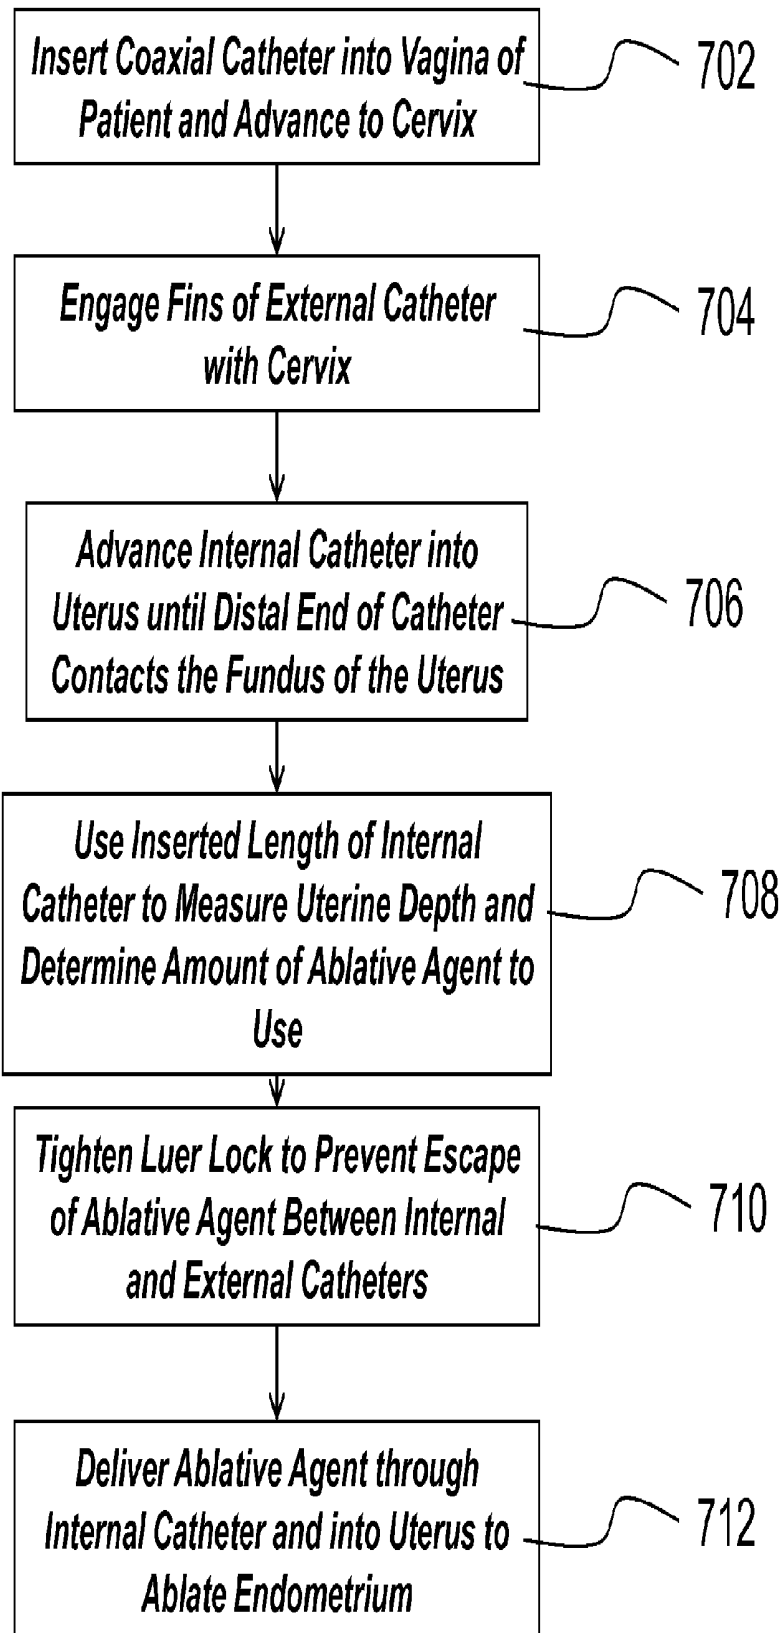 Insert Coaxial Catheter into Vagina of
Patient and Advance to Cervix
702
Engage Fins of External Catheter
with Cervix
704
Advance Internal Catheter into
Uterus until Distal End of Catheter
Contacts the Fundus of the Uterus
706
Use Inserted Length of Internal
Catheter to Measure Uterine Depth and
Determine Amount of Ablative Agent to
Use
708
Tighten Luer Lock to Prevent Escape
of Ablative Agent Between Internal
and External Catheters
710
Deliver Ablative Agent through
Internal Catheter and into Uterus to
Ablate Endometrium
712